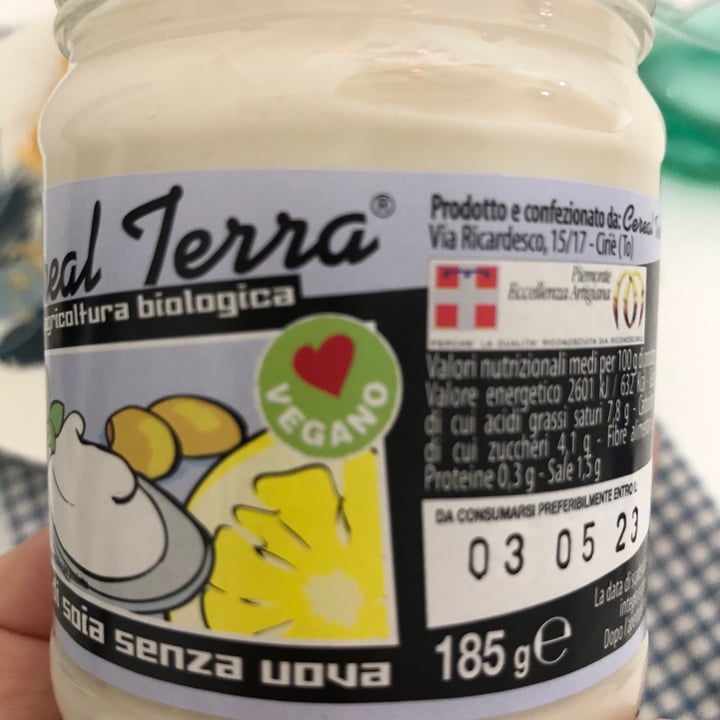 eal Terra®
agricoltura biologica
VEGANO
di soia senza uova
Prodotto e confezionato da: Cereal
Via Ricardesco, 15/17 - Ciriè (To)
Piemonte
Eccellenza Artigiana
Valori nutrizionali medi per 100 g di
Valore energetico 2601 kJ / 632
di cui acidi grassi saturi 7,8 g -
di cui zuccheri 4,1 g - Fibre
Proteine 0,3 g - Sale 1,5 g
DA CONSUMARSI PREFERIBILMENTE ENTRO
03 05 23
La data di
Dopo
185 g e